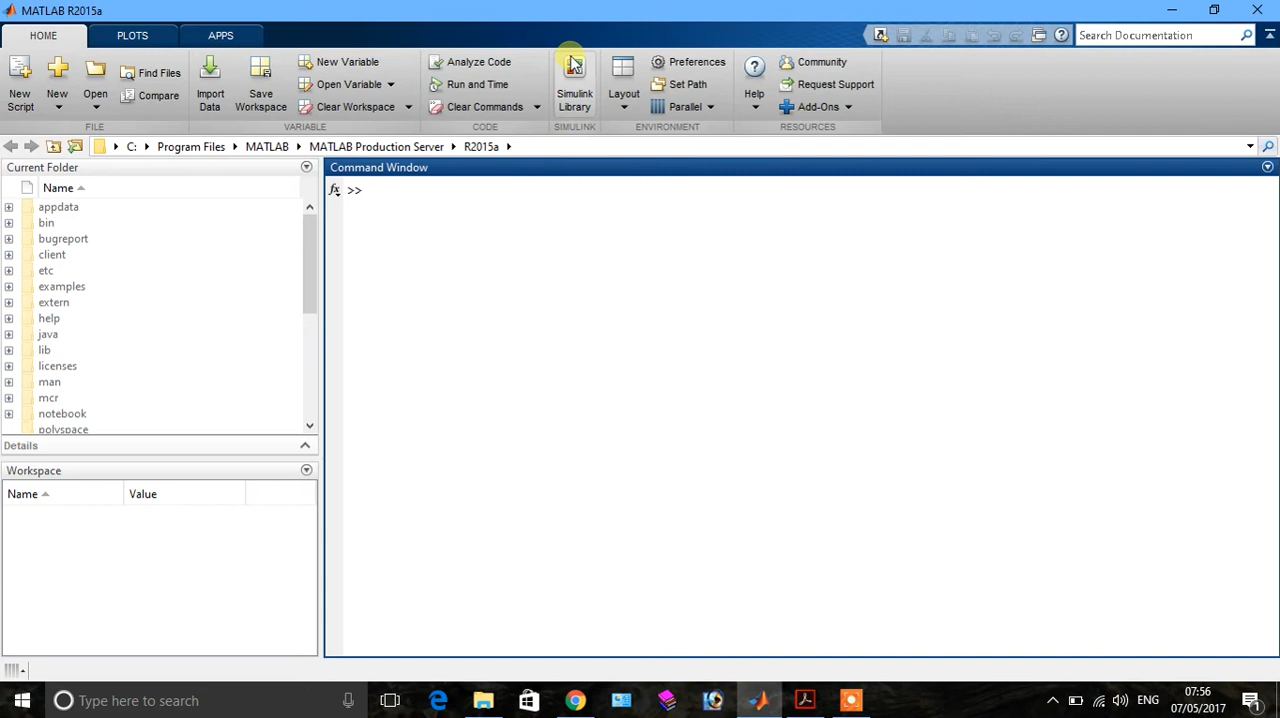 MATLAB R2015a
HOME PLOTS APPS
Search Documentation
New Script
New
Open
Find Files
Compare
FILE
Import Data
Save Workspace
New Variable
Open Variable
Clear Workspace
VARIABLE
Analyze Code
Run and Time
Clear Commands
CODE
Simulink Library
SIMULINK
Layout
Preferences
Set Path
Parallel
ENVIRONMENT
Help
Community
Request Support
Add-Ons
RESOURCES
C: Program Files MATLAB MATLAB Production Server R2015a
Current Folder
Name
appdata
bin
bugreport
client
etc
examples
extern
help
java
lib
licenses
man
mcr
notebook
polyspace
Details
Workspace
Name Value
Command Window
fx >>
Type here to search
ENG
07:56
07/05/2017
1